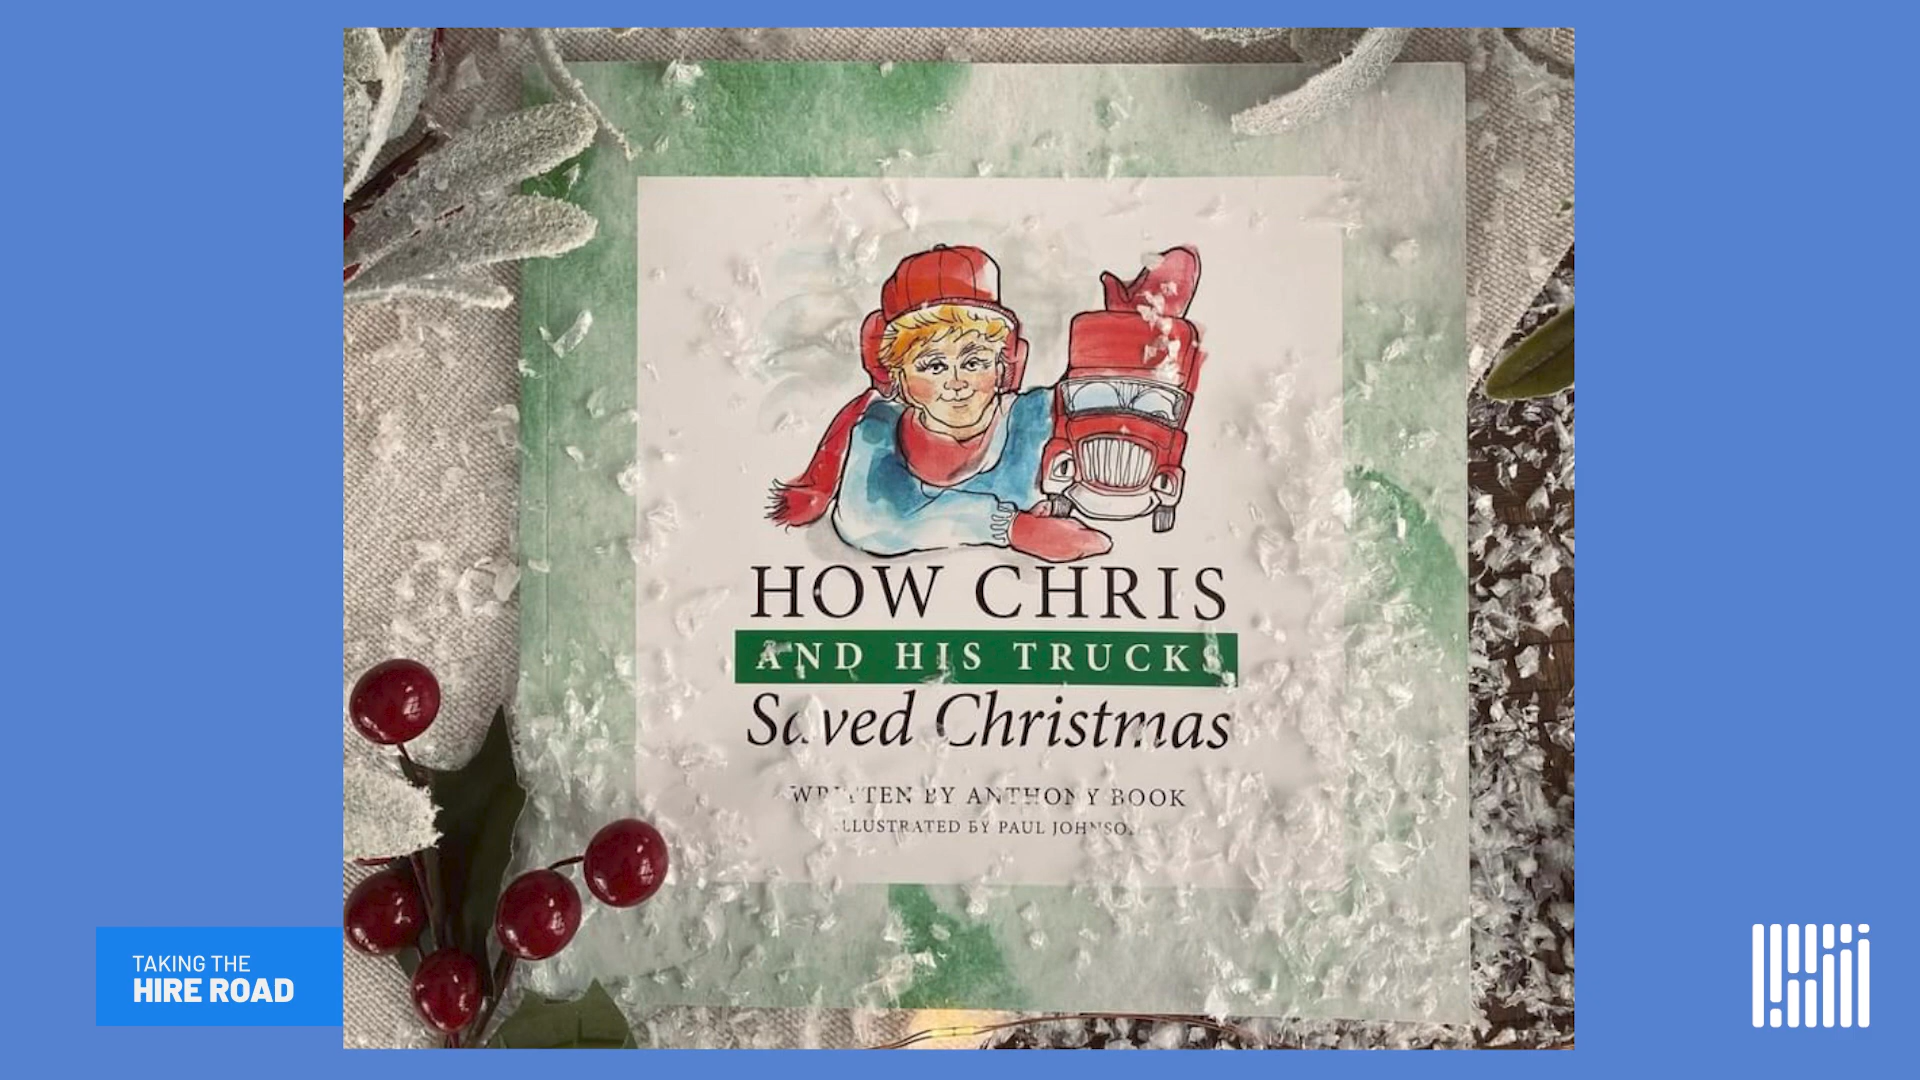 HOW CHRIS
AND HIS TRUCKS
Saved Christmas
WRITTEN BY ANTHONY BOOK
ILLUSTRATED BY PAUL JOHNSON
TAKING THE
HIRE ROAD